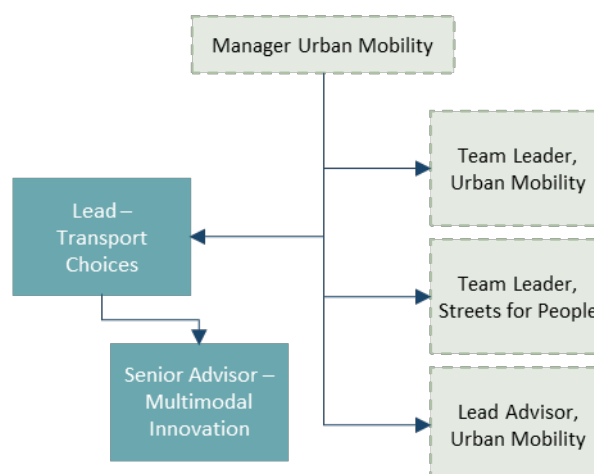 Manager Urban Mobility
Team Leader,
Urban Mobility
Lead –
Transport
Choices
Team Leader,
Streets for People
Senior Advisor –
Multimodal
Innovation
Lead Advisor,
Urban Mobility